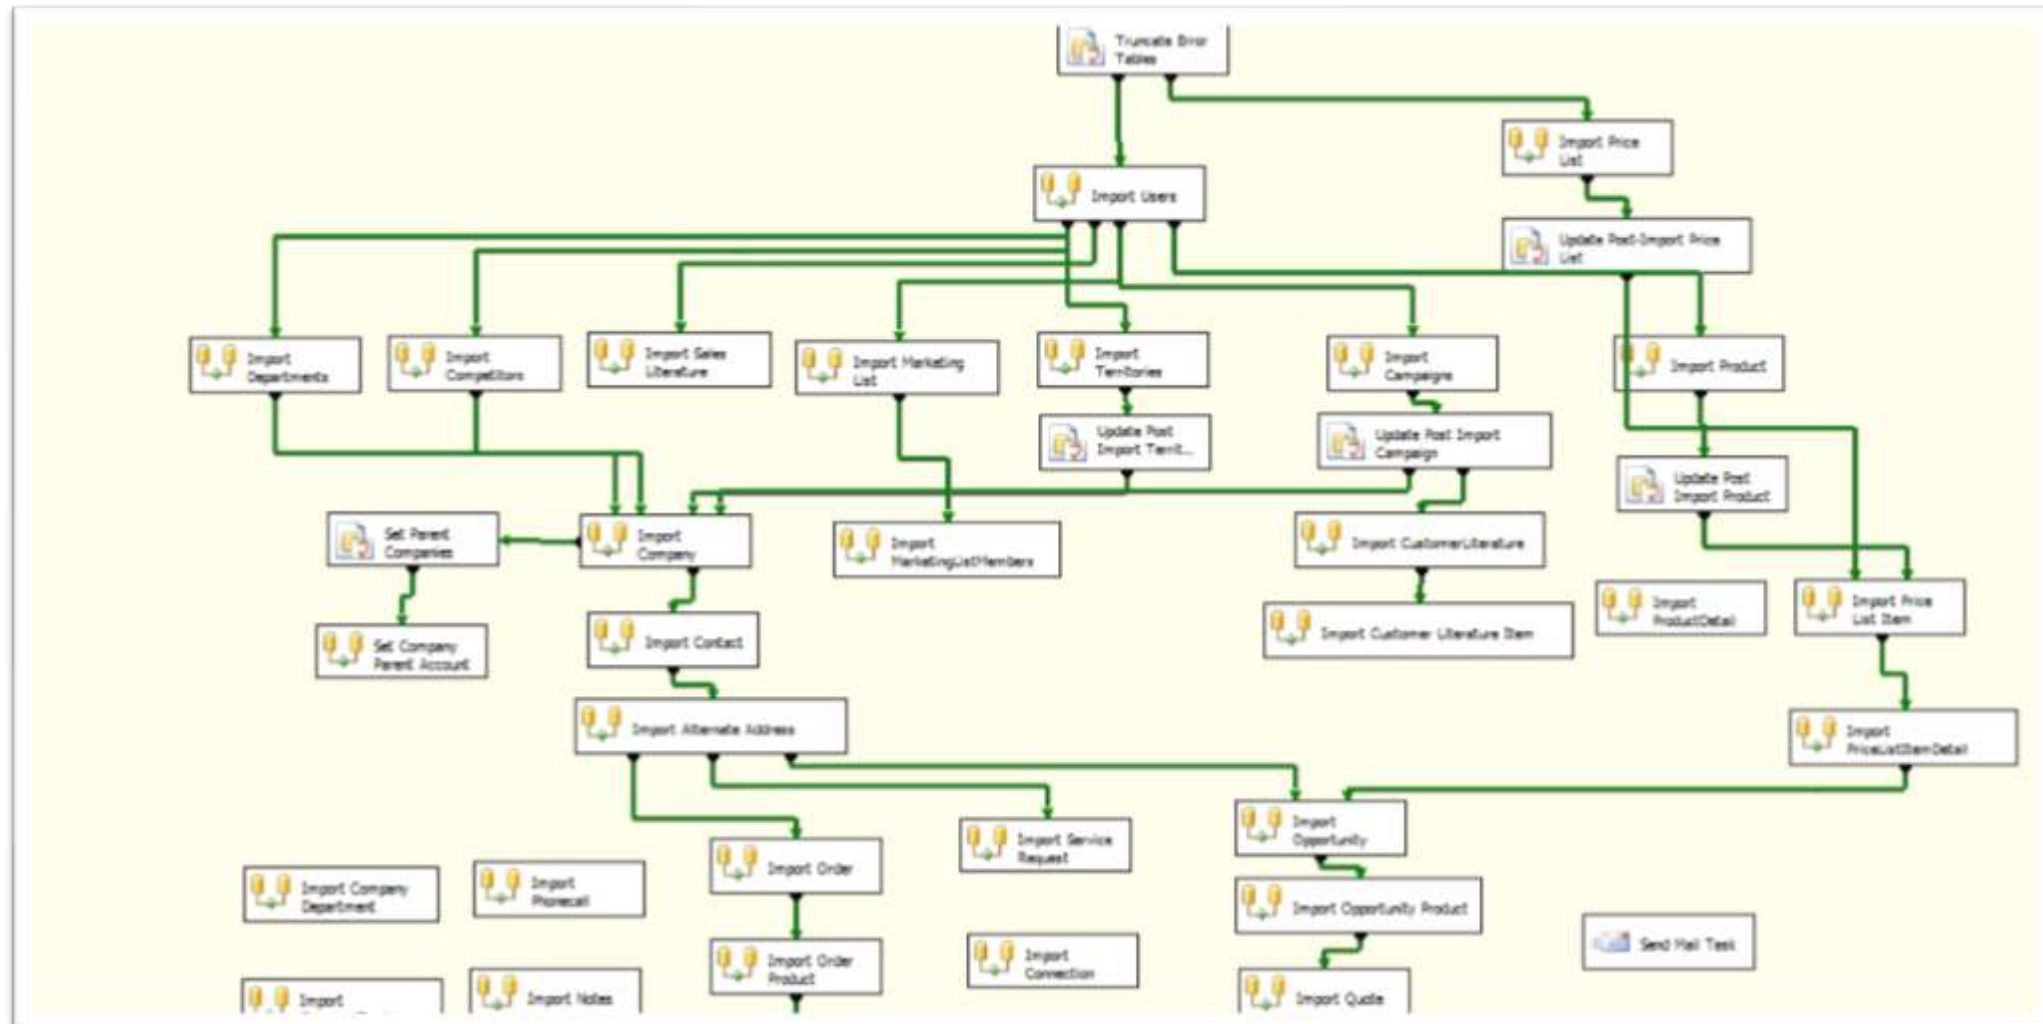 Truncate Error
Tables
Import Price
List
Import Users
Update Post-Import Price
List
Import
Departments
Import
Competitors
Import Sales
Literature
Import Marketing
List
Import
Territories
Import
Campaigns
Import Product
Update Post
Import Territ...
Update Post Import
Campaign
Update Post
Import Product
Set Parent
Companies
Import
Company
Import
MarketingListMembers
Import CustomerLiterature
Import
ProductDetail
Import Price
List Item
Set Company
Parent Account
Import Contact
Import Customer Literature Item
Import Alternate Address
Import
PriceListItemDetail
Import Service
Request
Import
Opportunity
Import Order
Import Company
Department
Import
Phonecall
Import Opportunity Product
Send Mail Task
Import Order
Product
Import
Connection
Import
Import Notes
Import Quote